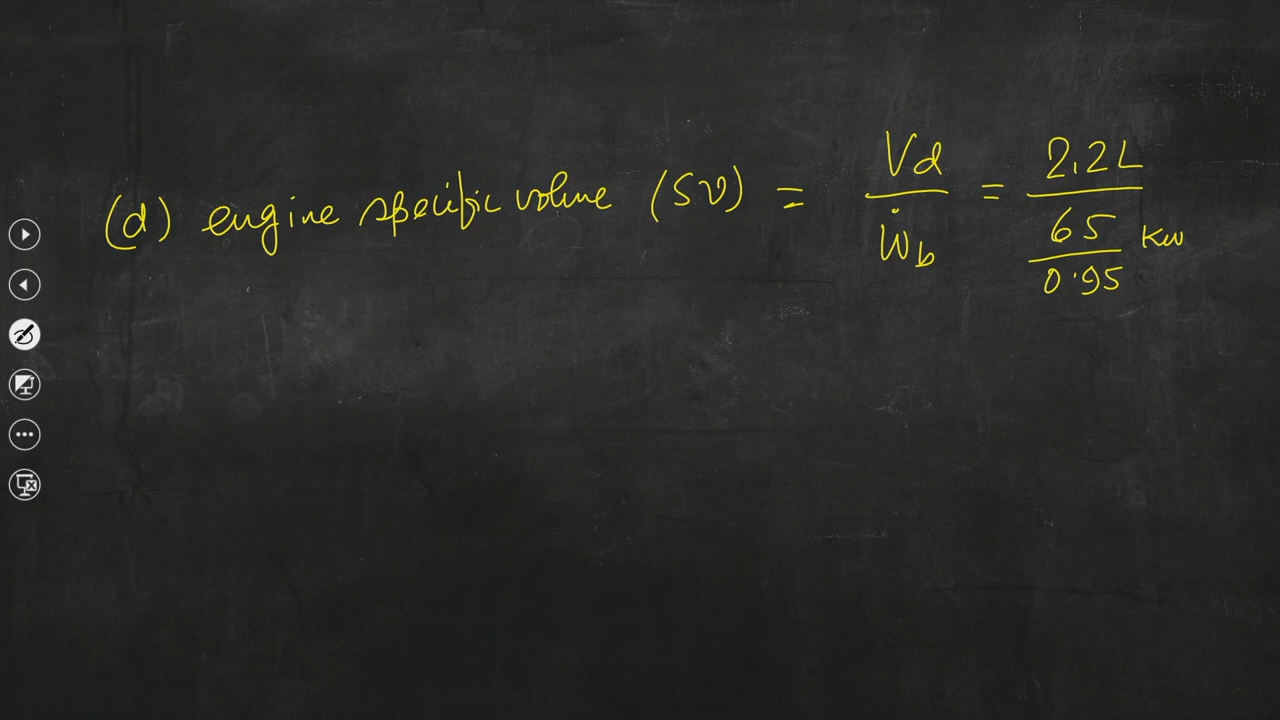 (d) engine specific volume (SV) = Vd / Ẇb = 2.2L / (65 / 0.95) Kw